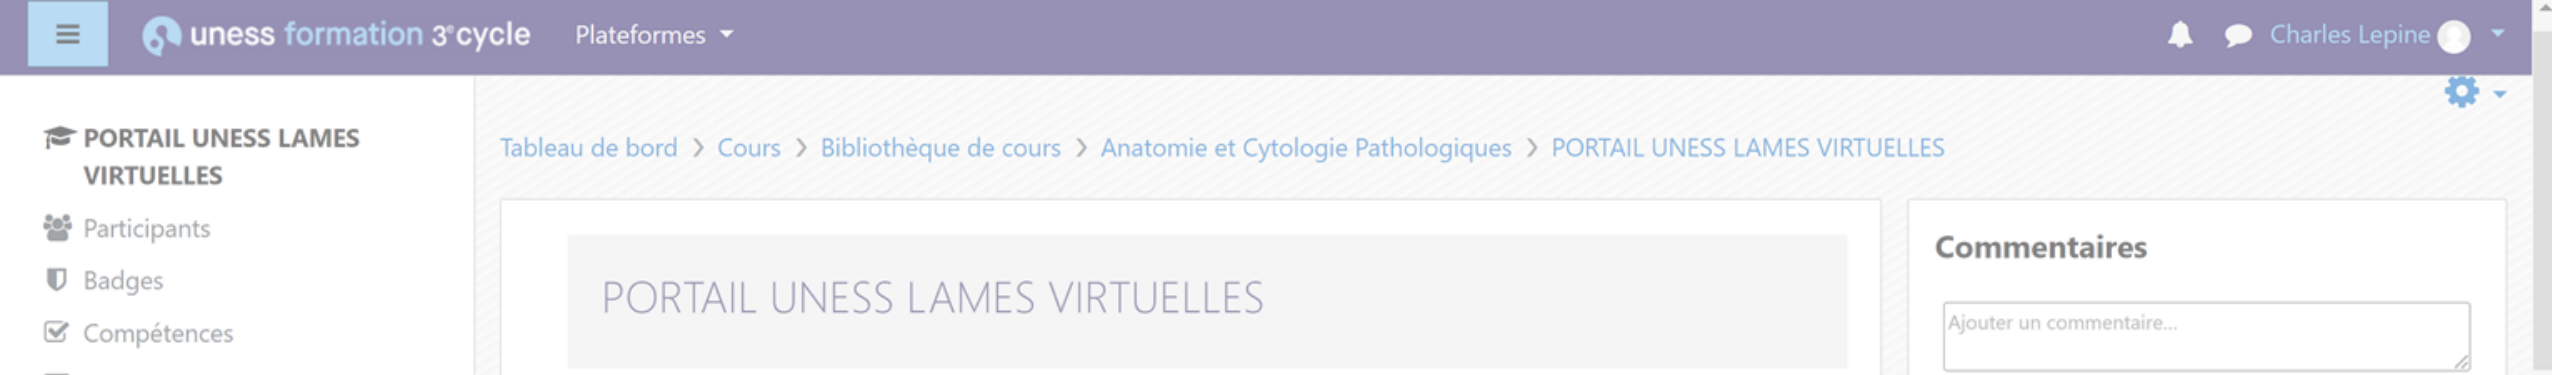 uness formation 3ecycle Plateformes Charles Lepine
PORTAIL UNESS LAMES
VIRTUELLES
Participants
Badges
Compétences
Tableau de bord > Cours > Bibliothèque de cours > Anatomie et Cytologie Pathologiques > PORTAIL UNESS LAMES VIRTUELLES
PORTAIL UNESS LAMES VIRTUELLES
Commentaires
Ajouter un commentaire...